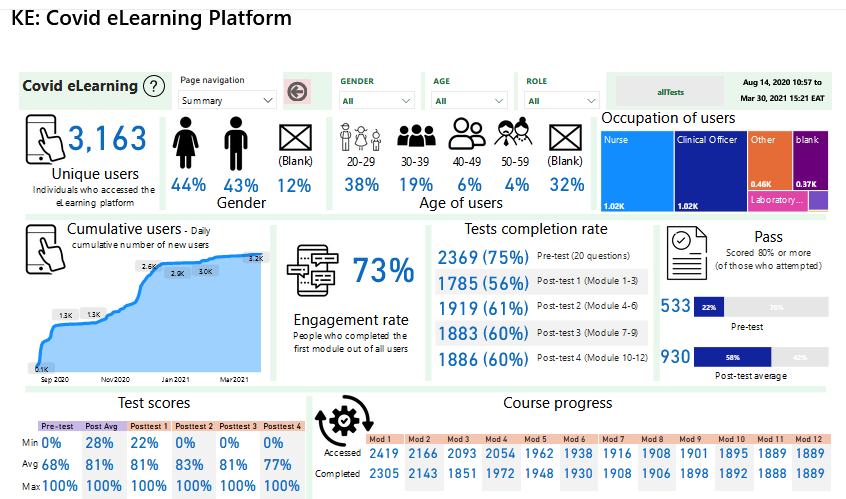 KE: Covid eLearning Platform
Covid eLearning ?
Page navigation
Summary
GENDER
All
AGE
All
ROLE
All
allTests
Aug 14, 2020 10:57 to
Mar 30, 2021 15:21 EAT
3,163
Unique users
Individuals who accessed the
eLearning platform
(Blank)
44% 43% 12%
Gender
20-29 30-39 40-49 50-59 (Blank)
38% 19% 6% 4% 32%
Age of users
Occupation of users
Nurse
1.02K
Clinical Officer
1.02K
Other
0.46K
blank
0.37K
Laboratory...
Cumulative users - Daily
cumulative number of new users
0.1K 1.3K 1.3K 2.6K 2.9K 3.0K 3.2K
Sep 2020 Nov2020 Jan 2021 Mar2021
73%
Engagement rate
People who completed the
first module out of all users
Tests completion rate
2369 (75%) Pre-test (20 questions)
1785 (56%) Post-test 1 (Module 1-3)
1919 (61%) Post-test 2 (Module 4-6)
1883 (60%) Post-test 3 (Module 7-9)
1886 (60%) Post-test 4 (Module 10-12)
Pass
Scored 80% or more
(of those who attempted)
533 22% 78%
Pre-test
930 58% 42%
Post-test average
Test scores
Pre-test Post Avg Posttest 1 Posttest 2 Posttest 3 Posttest 4
Min 0% 28% 22% 0% 0% 0%
Avg 68% 81% 81% 83% 81% 77%
Max 100% 100% 100% 100% 100% 100%
Course progress
Mod 1 Mod 2 Mod 3 Mod 4 Mod 5 Mod 6 Mod 7 Mod 8 Mod 9 Mod 10 Mod 11 Mod 12
Accessed 2419 2166 2093 2054 1962 1938 1916 1908 1901 1895 1889 1889
Completed 2305 2143 1851 1972 1948 1930 1908 1906 1898 1892 1888 1889